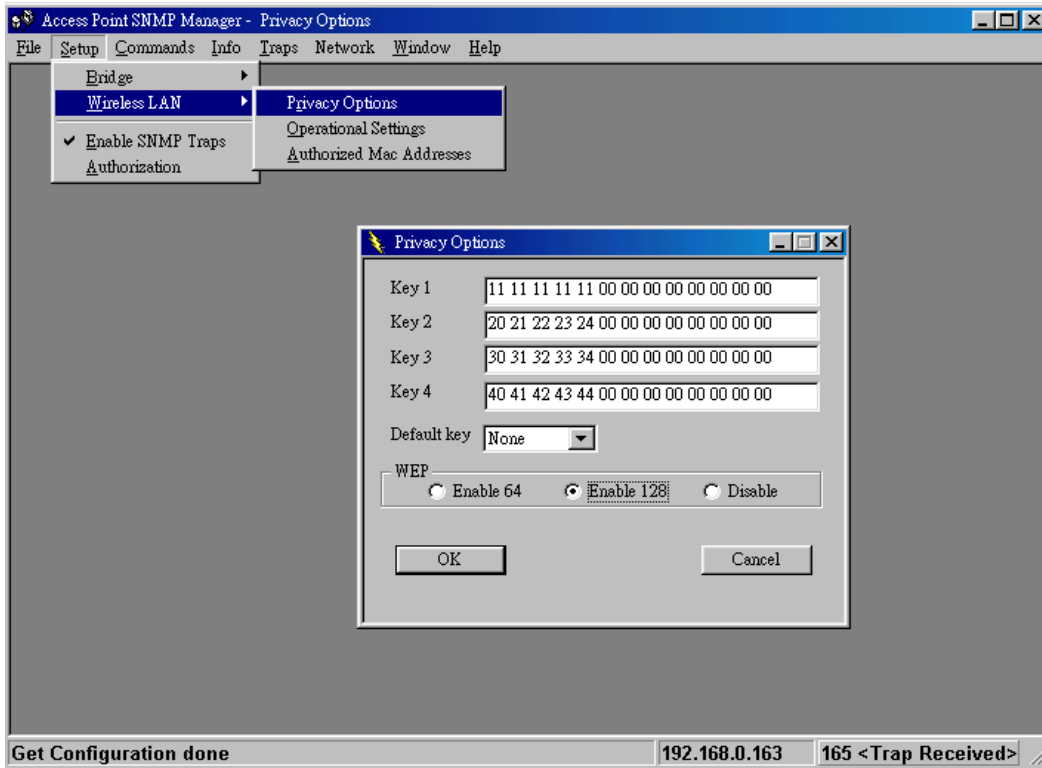 Access Point SNMP Manager - Privacy Options
File Setup Commands Info Traps Network Window Help
Bridge
Wireless LAN
Enable SNMP Traps
Authorization
Privacy Options
Operational Settings
Authorized Mac Addresses
Privacy Options
Key 1 11 11 11 11 11 00 00 00 00 00 00 00 00
Key 2 20 21 22 23 24 00 00 00 00 00 00 00 00
Key 3 30 31 32 33 34 00 00 00 00 00 00 00 00
Key 4 40 41 42 43 44 00 00 00 00 00 00 00 00
Default key None
WEP
Enable 64 Enable 128 Disable
OK Cancel
Get Configuration done 192.168.0.163 165 <Trap Received>